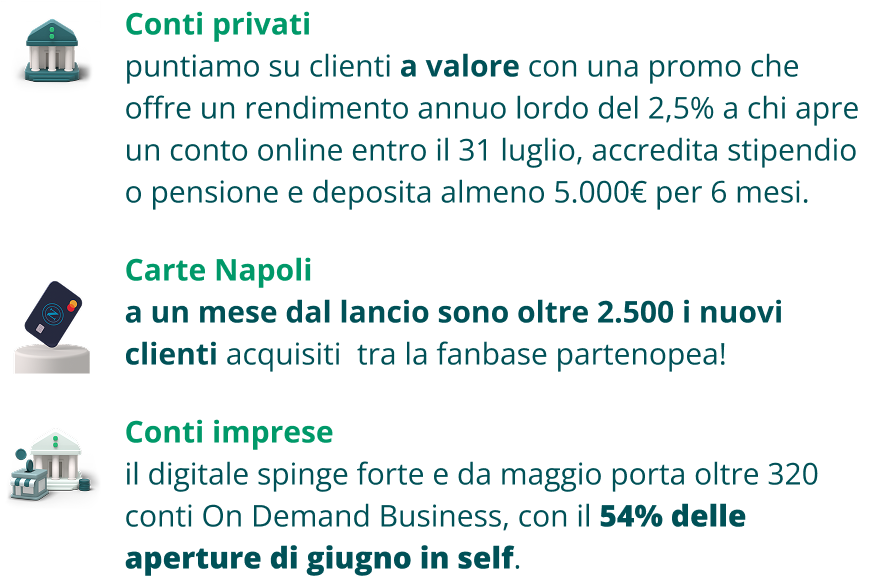 Conti privati
puntiamo su clienti a valore con una promo che
offre un rendimento annuo lordo del 2,5% a chi apre
un conto online entro il 31 luglio, accredita stipendio
o pensione e deposita almeno 5.000€ per 6 mesi.
Carte Napoli
a un mese dal lancio sono oltre 2.500 i nuovi
clienti acquisiti  tra la fanbase partenopea!
Conti imprese
il digitale spinge forte e da maggio porta oltre 320
conti On Demand Business, con il 54% delle
aperture di giugno in self.